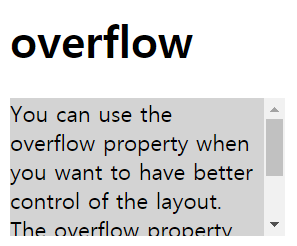 overflow
You can use the
overflow property when
you want to have better
control of the layout.
The overflow property